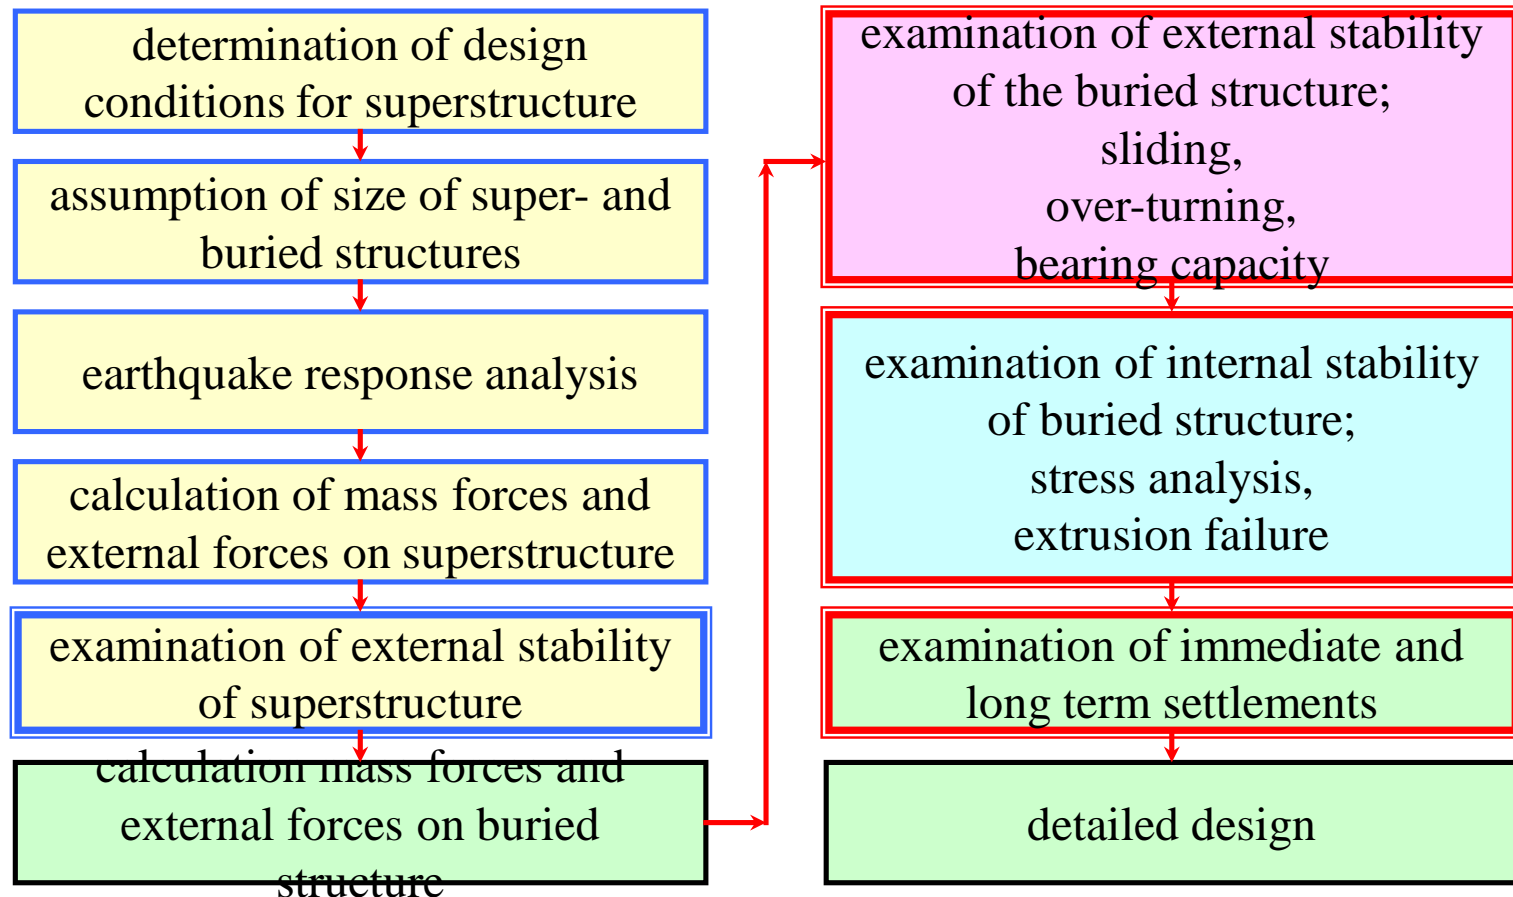 determination of design
conditions for superstructure
assumption of size of super- and
buried structures
earthquake response analysis
calculation of mass forces and
external forces on superstructure
examination of external stability
of superstructure
calculation mass forces and
external forces on buried
structure
examination of external stability
of the buried structure;
sliding,
over-turning,
bearing capacity
examination of internal stability
of buried structure;
stress analysis,
extrusion failure
examination of immediate and
long term settlements
detailed design